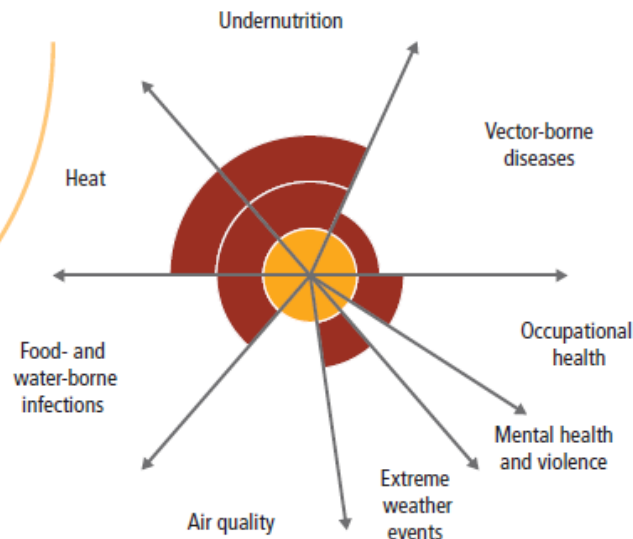 Undernutrition
Vector-borne
diseases
Heat
Occupational
health
Food- and
water-borne
infections
Mental health
and violence
Extreme
weather
events
Air quality